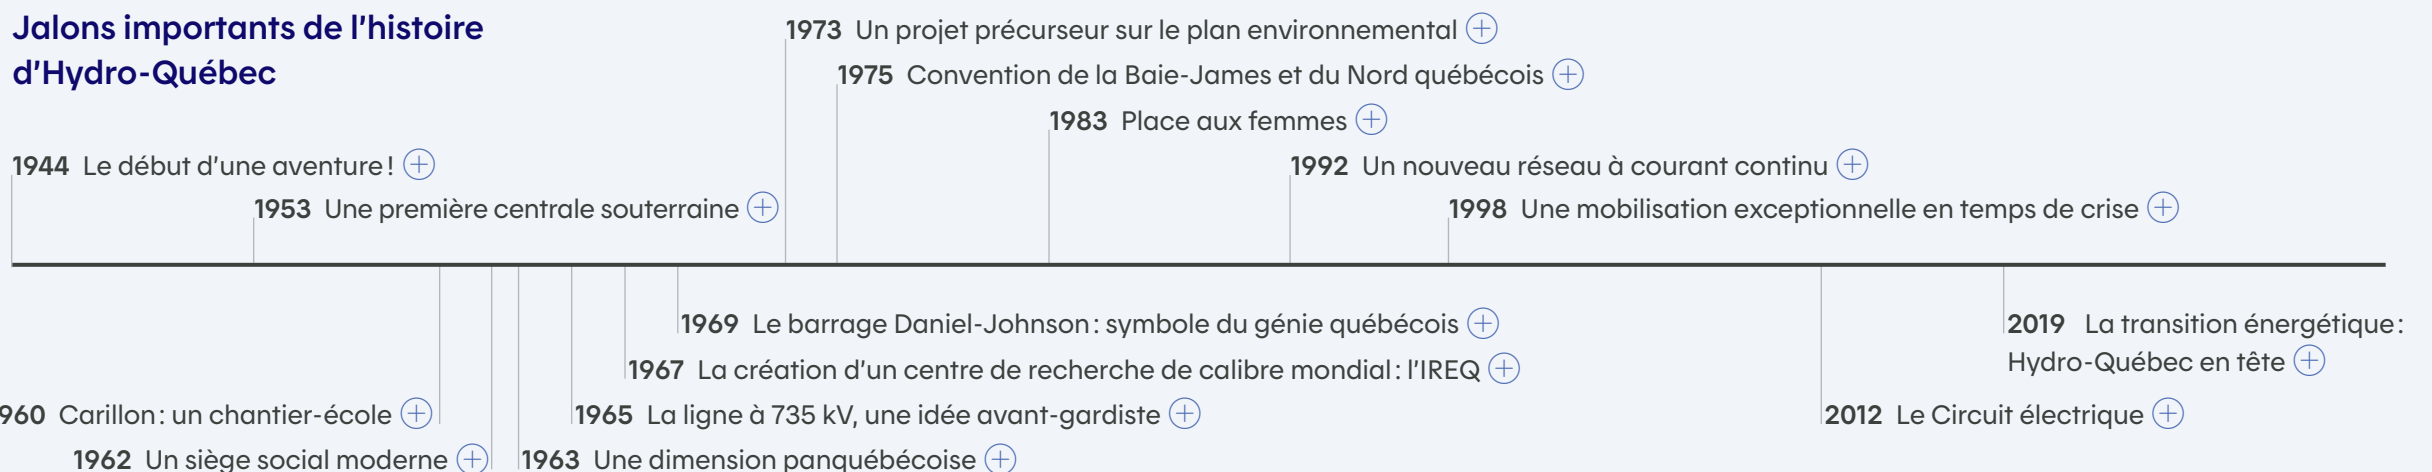 Jalons importants de l'histoire
d'Hydro-Québec
1944 Le début d'une aventure !
1953 Une première centrale souterraine
1973 Un projet précurseur sur le plan environnemental
1975 Convention de la Baie-James et du Nord québécois
1983 Place aux femmes
1992 Un nouveau réseau à courant continu
1998 Une mobilisation exceptionnelle en temps de crise
960 Carillon : un chantier-école
1962 Un siège social moderne
1963 Une dimension panquébécoise
1965 La ligne à 735 kV, une idée avant-gardiste
1967 La création d'un centre de recherche de calibre mondial : l'IREQ
1969 Le barrage Daniel-Johnson : symbole du génie québécois
2012 Le Circuit électrique
2019 La transition énergétique :
Hydro-Québec en tête